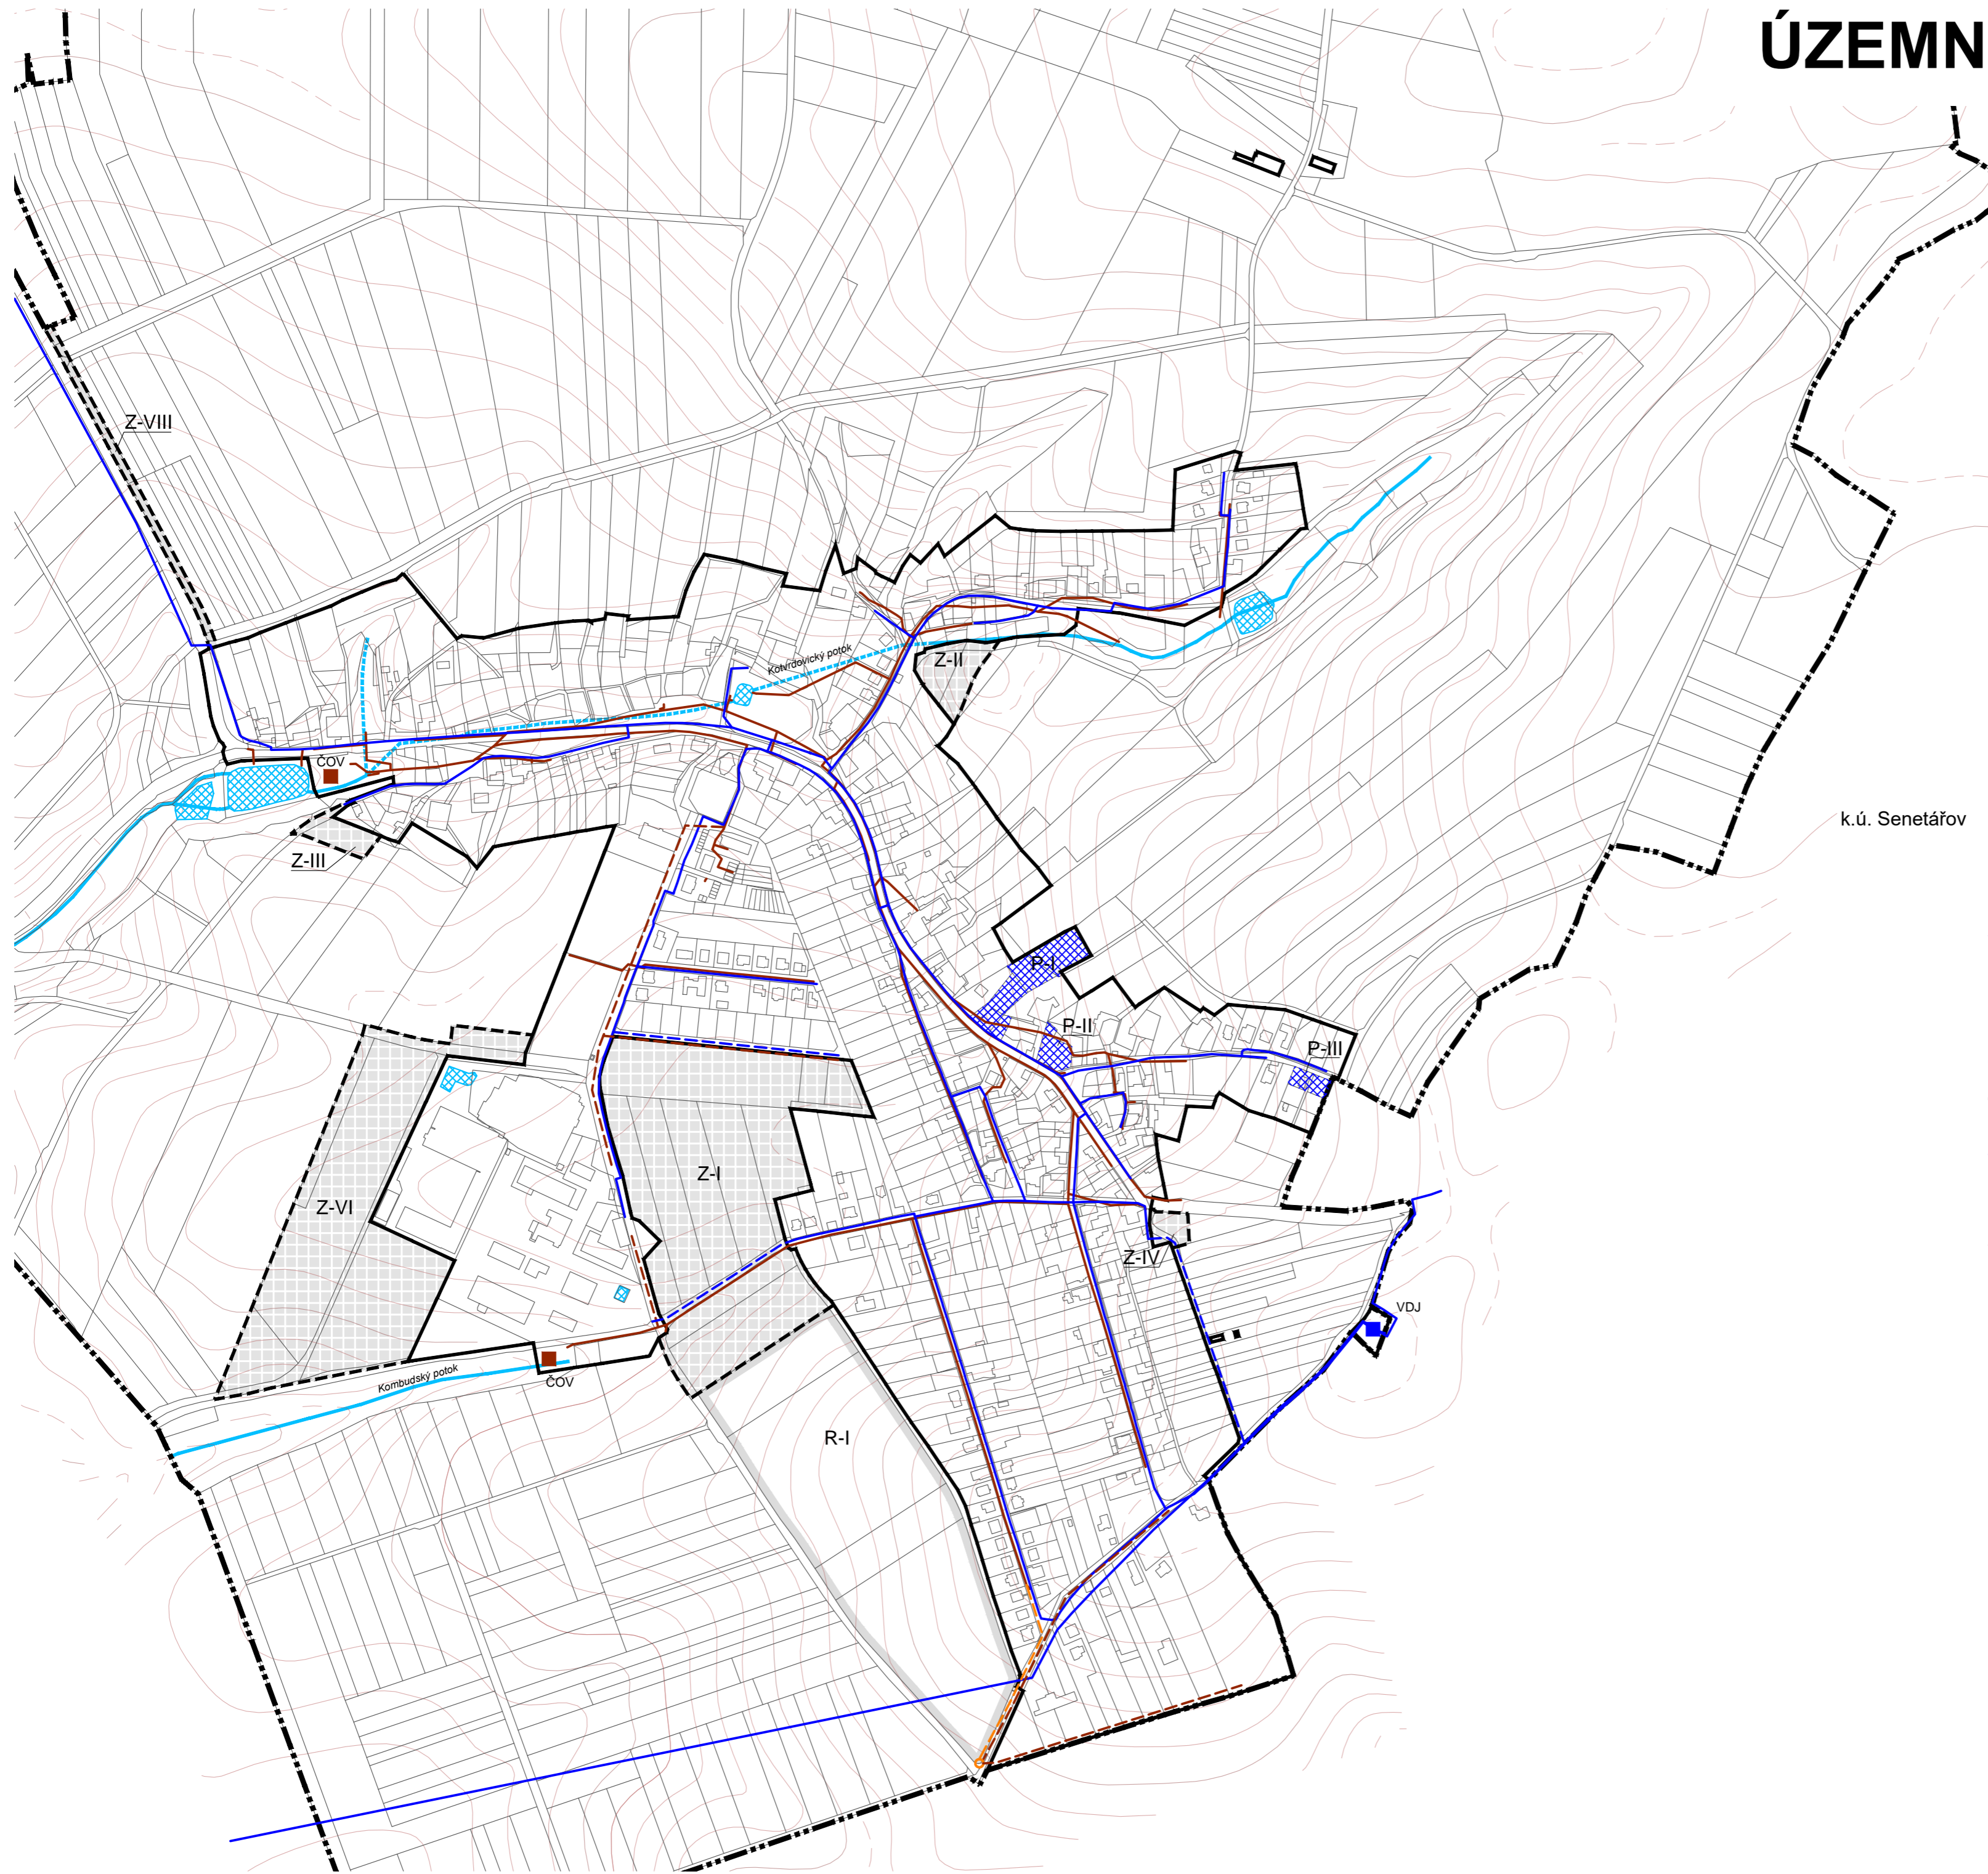 ÚZEMN
Z-VIII
Kotvrdovický potok
Z-II
ČOV
k.ú. Senetářov
Z-III
P-I
P-II
P-III
Z-I
Z-VI
Z-IV
VDJ
Kombudský potok
ČOV
R-I